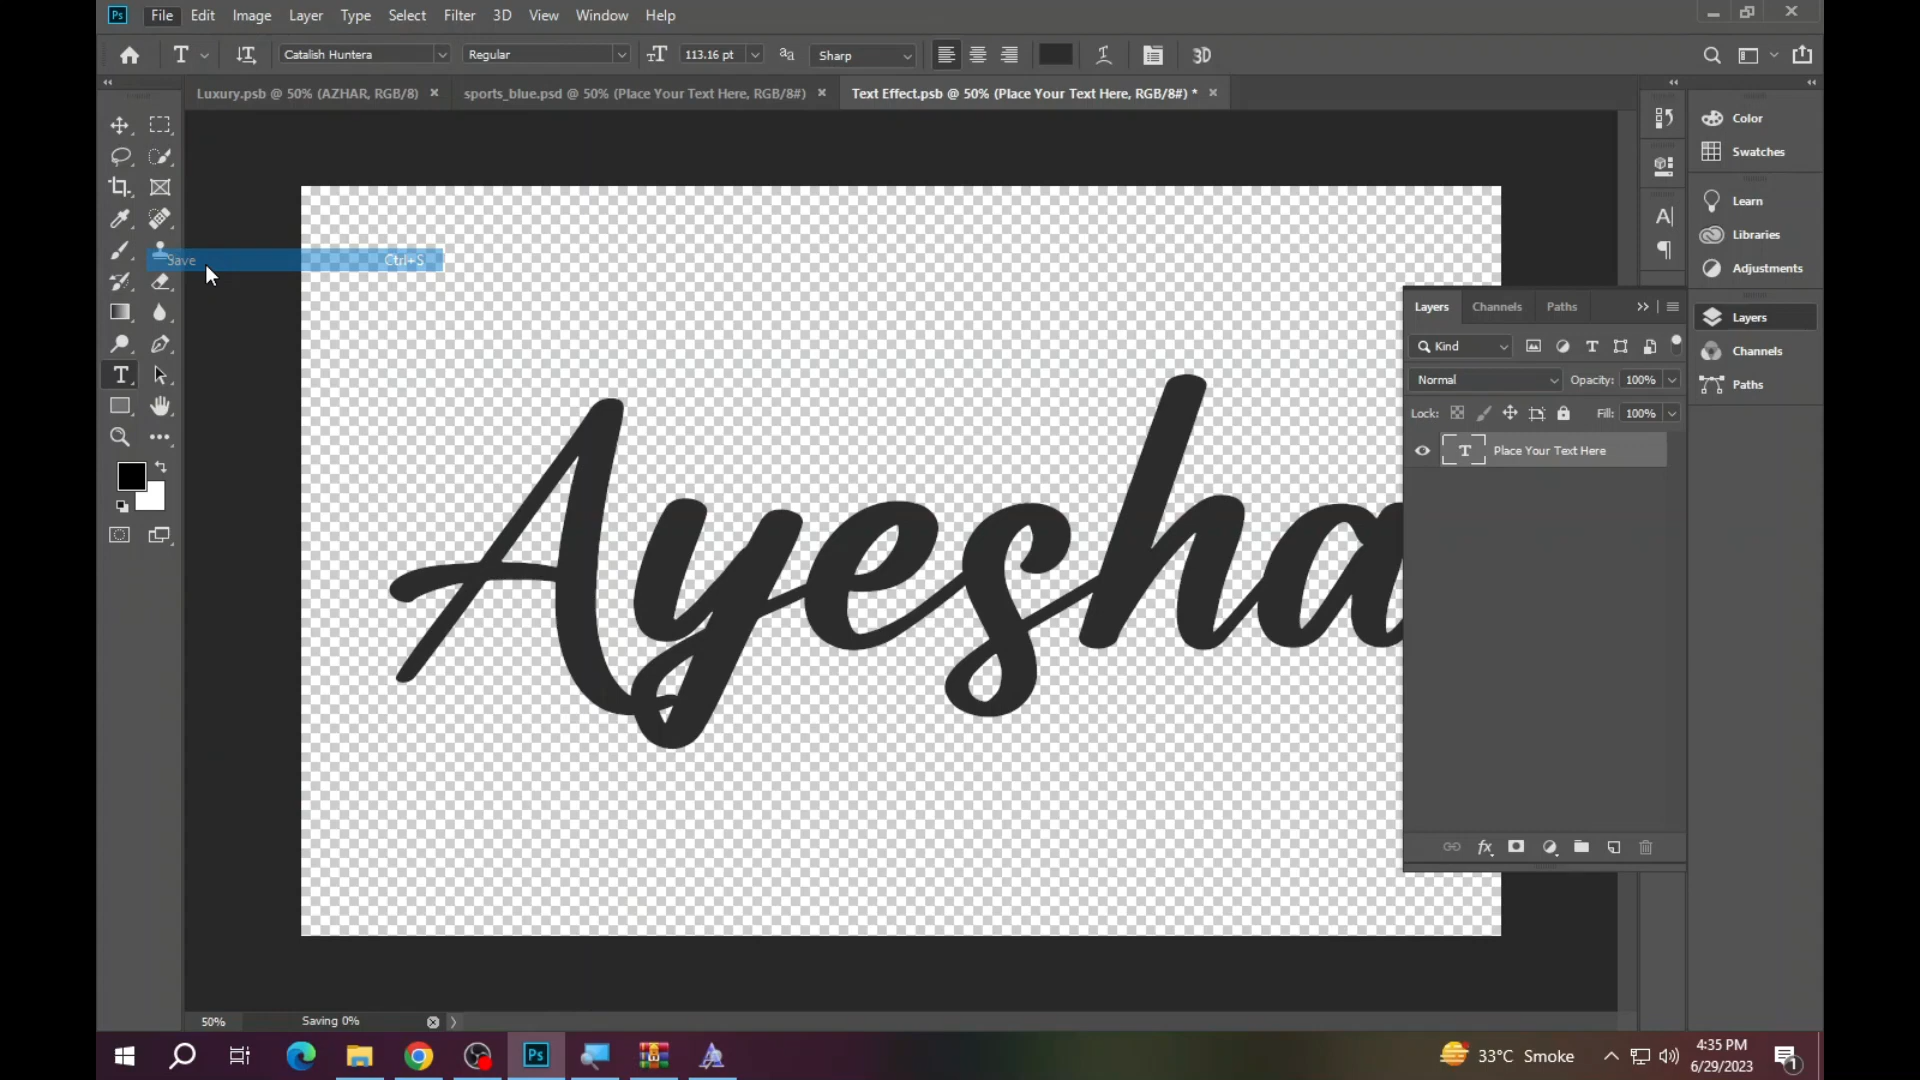 Ps File Edit Image Layer Type Select Filter 3D View Window Help
T Catalish Huntera Regular 113.16 pt Sharp 3D
Luxury.psb @ 50% (AZHAR, RGB/8) × sports_blue.psd @ 50% (Place Your Text Here, RGB/8#) × Text Effect.psb @ 50% (Place Your Text Here, RGB/8#) * ×
Color
Swatches
Learn
Libraries
Adjustments
Save Ctrl+S
Layers Channels Paths
Layers
Kind
Channels
Normal Opacity: 100%
Paths
Lock: Fill: 100%
Place Your Text Here
Ayesha
50% Saving 0%
Ps 33°C Smoke 4:35 PM
6/29/2023
1